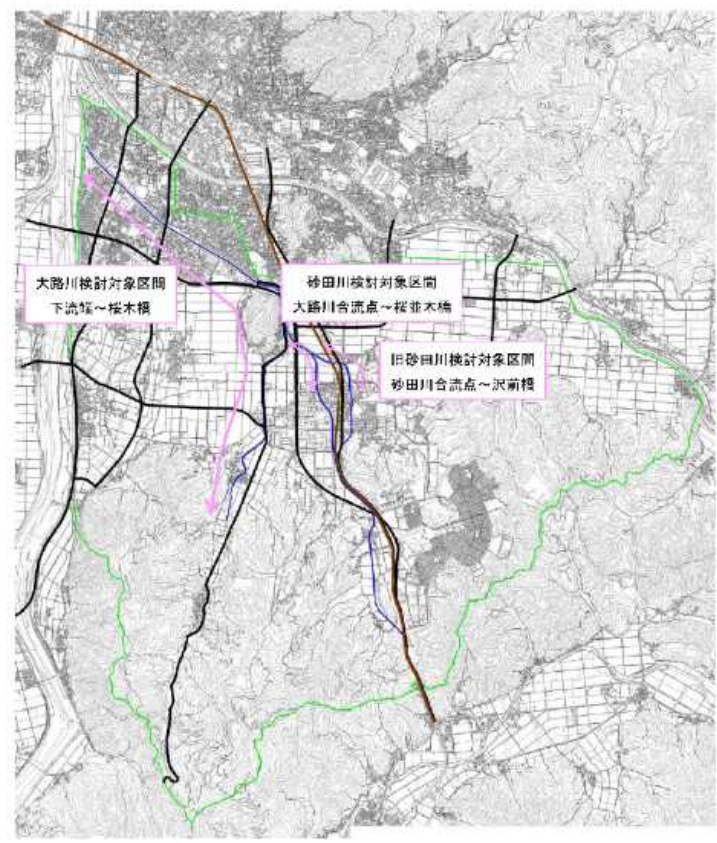 大路川検討対象区間
下流端～桜木橋
砂田川検討対象区間
大路川合流点～桜並木橋
旧砂田川検討対象区間
砂田川合流点～沢前橋